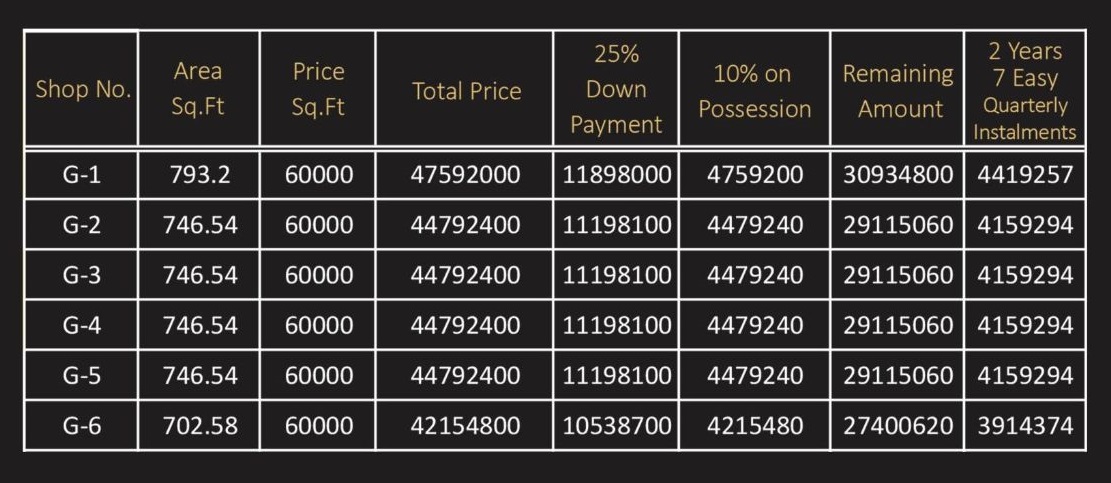 Shop No. Area Sq.Ft Price Sq.Ft Total Price 25% Down Payment 10% on Possession Remaining Amount 2 Years 7 Easy Quarterly Instalments
G-1 793.2 60000 47592000 11898000 4759200 30934800 4419257
G-2 746.54 60000 44792400 11198100 4479240 29115060 4159294
G-3 746.54 60000 44792400 11198100 4479240 29115060 4159294
G-4 746.54 60000 44792400 11198100 4479240 29115060 4159294
G-5 746.54 60000 44792400 11198100 4479240 29115060 4159294
G-6 702.58 60000 42154800 10538700 4215480 27400620 3914374